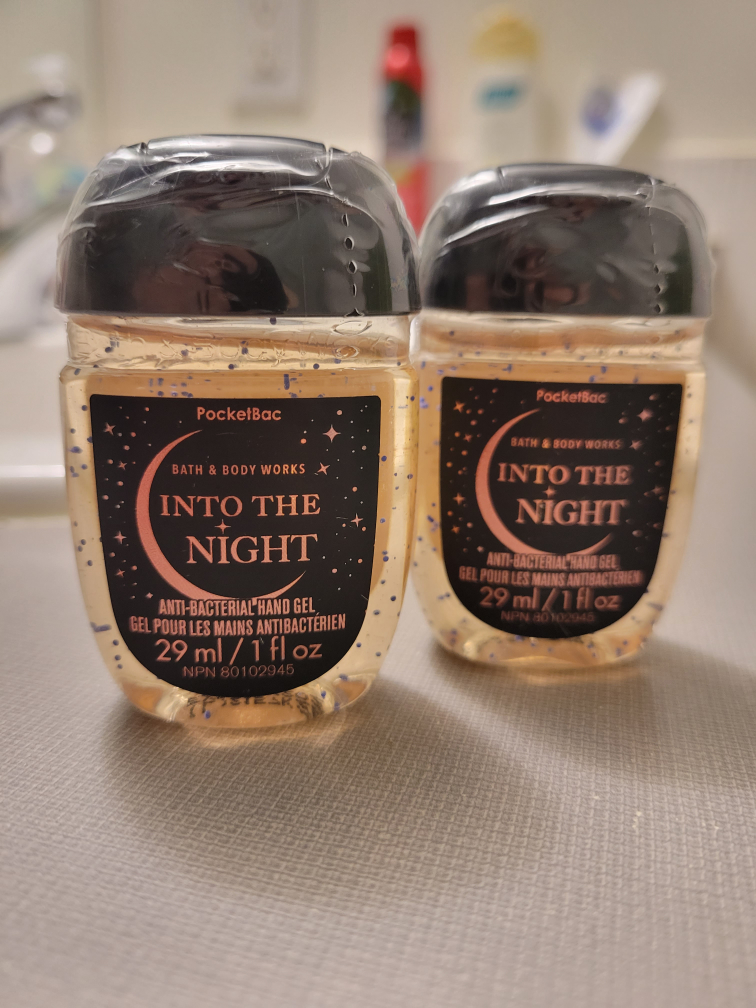 PocketBac
BATH & BODY WORKS
INTO THE
NIGHT
ANTI-BACTERIAL HAND GEL
GEL POUR LES MAINS ANTIBACTÉRIEN
29 ml / 1 fl oz
NPN 80102945
PocketBac
BATH & BODY WORKS
INTO THE
NIGHT
ANTI-BACTERIAL HAND GEL
GEL POUR LES MAINS ANTIBACTÉRIEN
29 ml / 1 fl oz
NPN 80102945